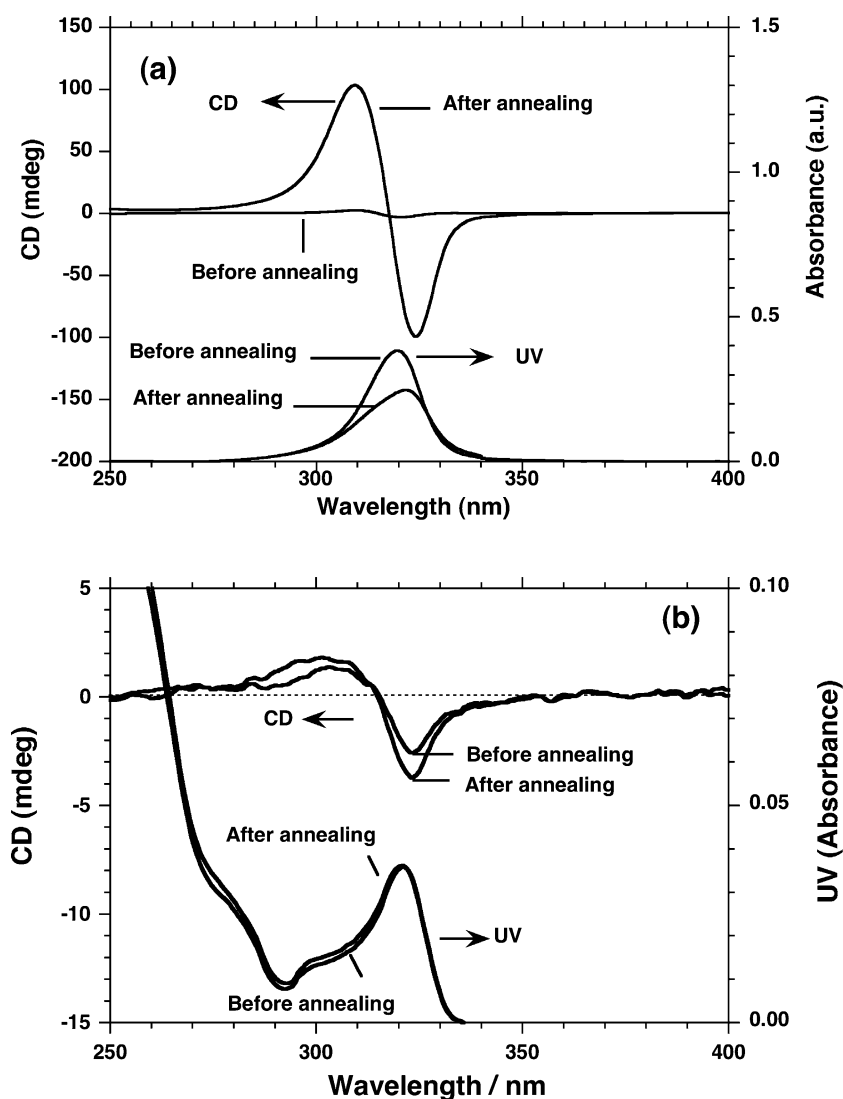 150
1.5
(a)
100
CD
After annealing
50
1.0
0
Before annealing
-50
0.5
-100
Before annealing
UV
-150
After annealing
-200
0.0
250
300
350
400
CD (mdeg)
Absorbance (a.u.)
Wavelength (nm)
5
0.10
(b)
0
CD
Before annealing
After annealing
-5
0.05
After annealing
-10
UV
Before annealing
-15
0.00
250
300
350
400
CD (mdeg)
UV (Absorbance)
Wavelength / nm